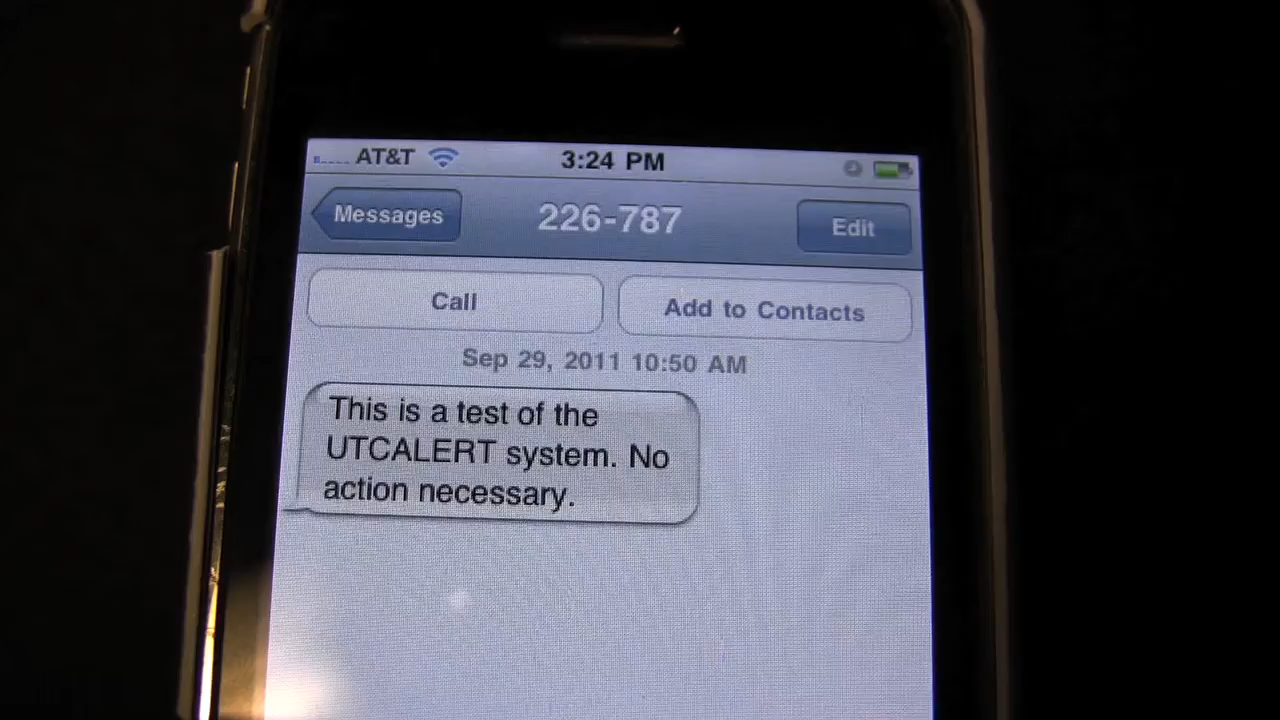 AT&T 3:24 PM
Messages 226-787 Edit
Call Add to Contacts
Sep 29, 2011 10:50 AM
This is a test of the
UTCALERT system. No
action necessary.